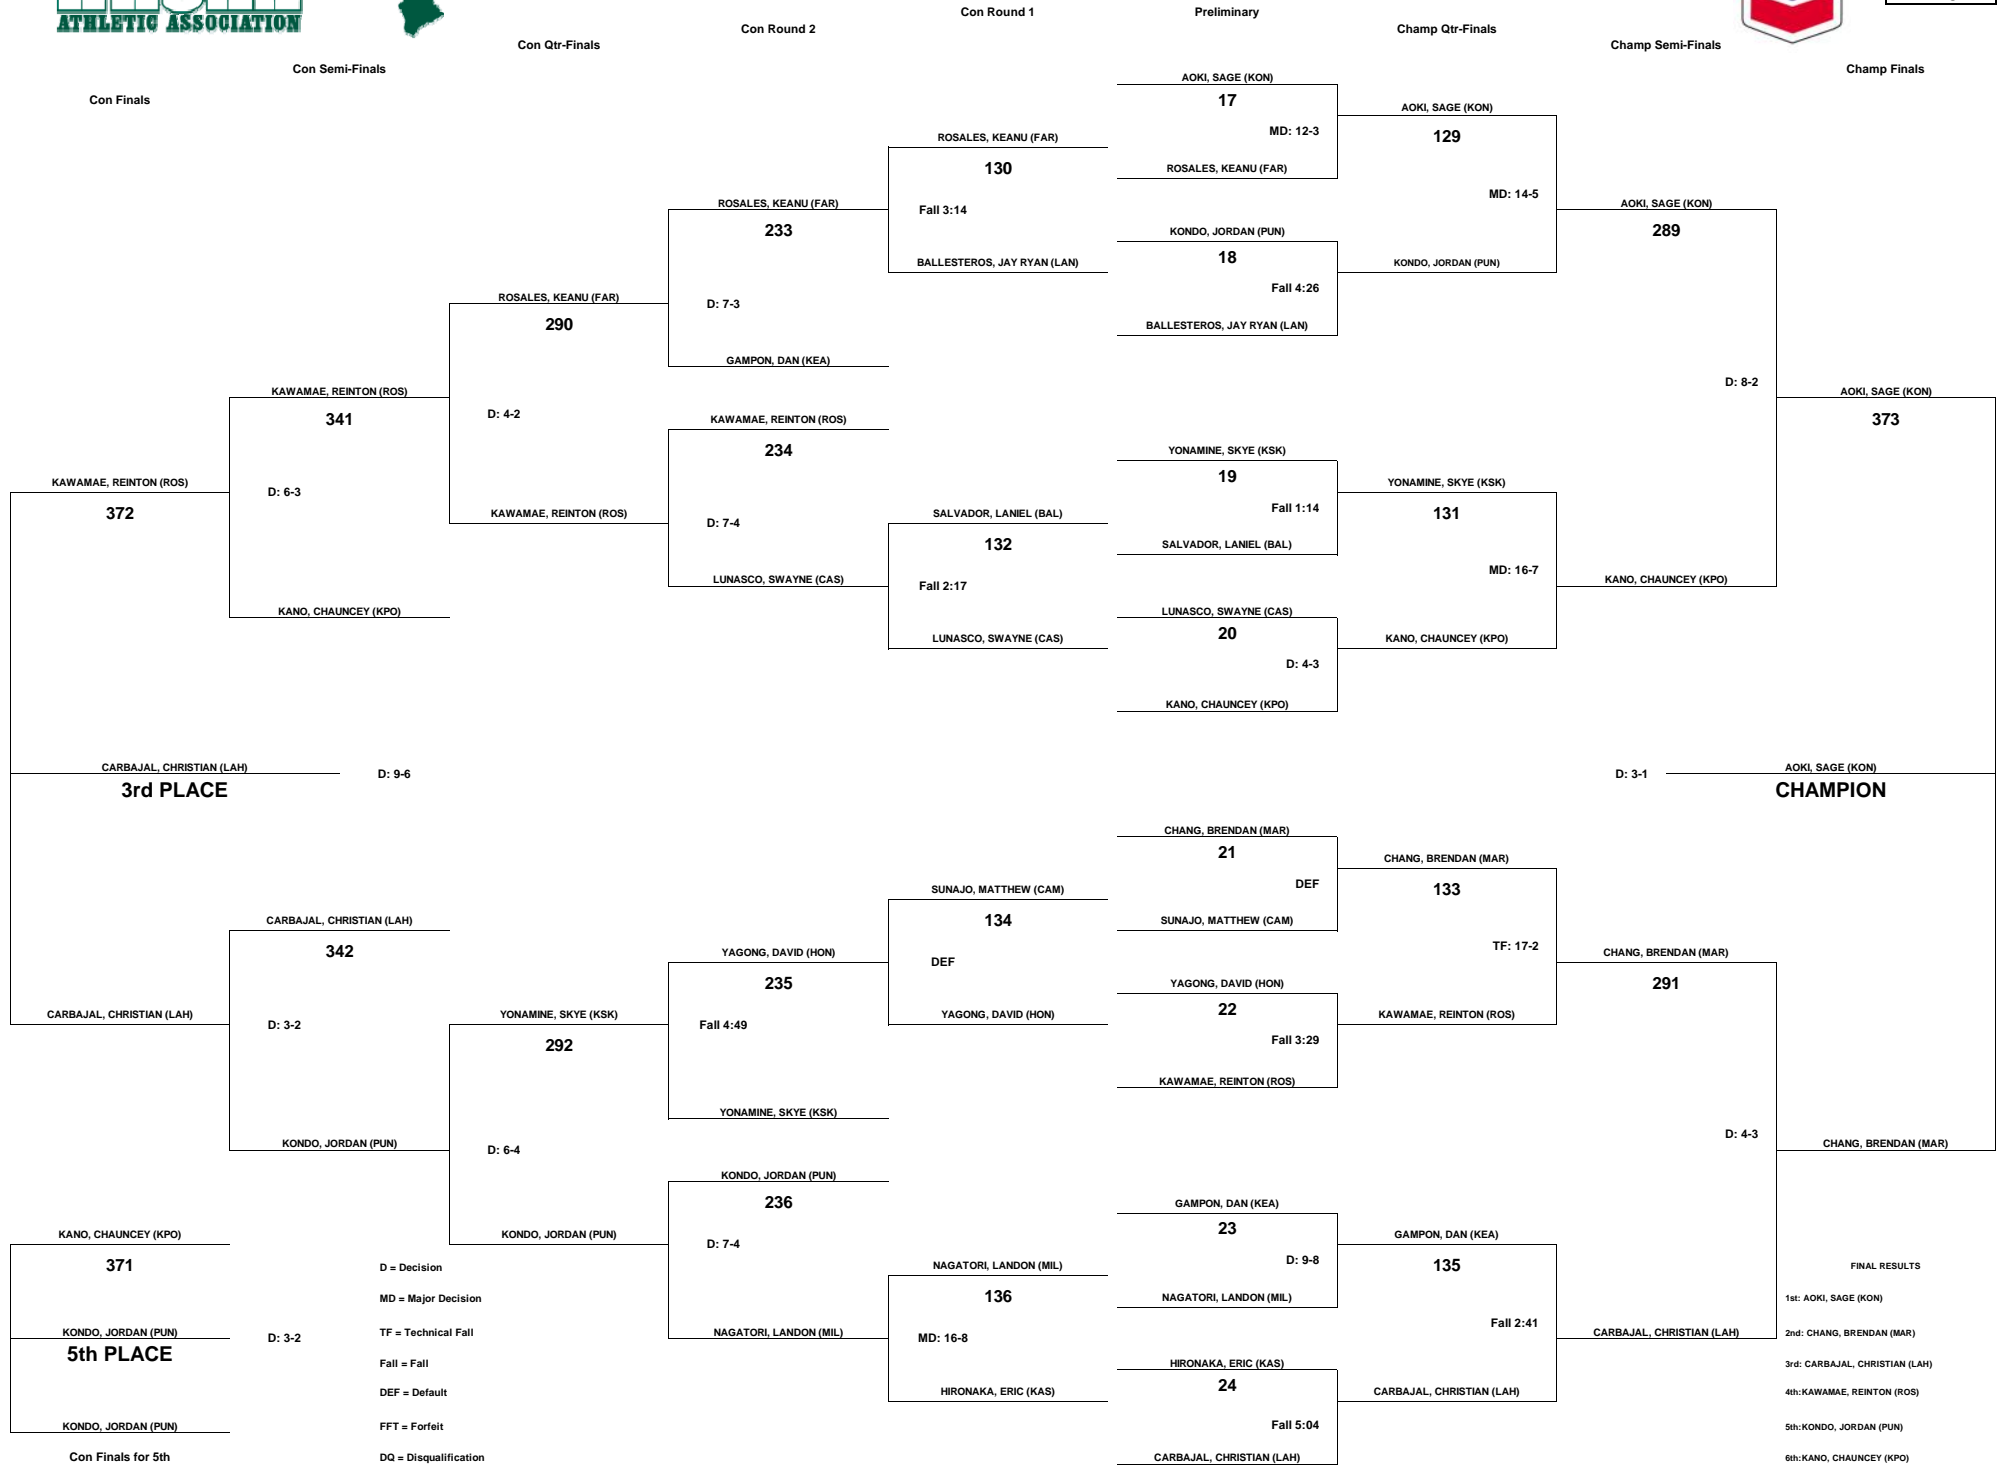 ATHLETIC ASSOCIATION
Con Finals
Con Semi-Finals
Con Qtr-Finals
Con Round 2
Con Round 1
Preliminary
Champ Qtr-Finals
Champ Semi-Finals
Champ Finals
KAWAMAE, REINTON (ROS)
372
CARBAJAL, CHRISTIAN (LAH)
D: 9-6
3rd PLACE
CARBAJAL, CHRISTIAN (LAH)
KANO, CHAUNCEY (KPO)
371
KONDO, JORDAN (PUN)
D: 3-2
5th PLACE
KONDO, JORDAN (PUN)
Con Finals for 5th
KAWAMAE, REINTON (ROS)
341
D: 6-3
KANO, CHAUNCEY (KPO)
CARBAJAL, CHRISTIAN (LAH)
342
D: 3-2
KONDO, JORDAN (PUN)
D = Decision
MD = Major Decision
TF = Technical Fall
Fall = Fall
DEF = Default
FFT = Forfeit
DQ = Disqualification
ROSALES, KEANU (FAR)
290
D: 4-2
KAWAMAE, REINTON (ROS)
YONAMINE, SKYE (KSK)
292
D: 6-4
KONDO, JORDAN (PUN)
ROSALES, KEANU (FAR)
233
D: 7-3
GAMPON, DAN (KEA)
KAWAMAE, REINTON (ROS)
234
D: 7-4
LUNASCO, SWAYNE (CAS)
YAGONG, DAVID (HON)
235
Fall 4:49
YONAMINE, SKYE (KSK)
KONDO, JORDAN (PUN)
236
D: 7-4
NAGATORI, LANDON (MIL)
ROSALES, KEANU (FAR)
130
Fall 3:14
BALLESTEROS, JAY RYAN (LAN)
SALVADOR, LANIEL (BAL)
132
Fall 2:17
LUNASCO, SWAYNE (CAS)
SUNAJO, MATTHEW (CAM)
134
DEF
YAGONG, DAVID (HON)
NAGATORI, LANDON (MIL)
136
MD: 16-8
HIRONAKA, ERIC (KAS)
AOKI, SAGE (KON)
17
MD: 12-3
ROSALES, KEANU (FAR)
KONDO, JORDAN (PUN)
18
Fall 4:26
BALLESTEROS, JAY RYAN (LAN)
YONAMINE, SKYE (KSK)
19
Fall 1:14
SALVADOR, LANIEL (BAL)
LUNASCO, SWAYNE (CAS)
20
D: 4-3
KANO, CHAUNCEY (KPO)
CHANG, BRENDAN (MAR)
21
DEF
SUNAJO, MATTHEW (CAM)
YAGONG, DAVID (HON)
22
Fall 3:29
KAWAMAE, REINTON (ROS)
GAMPON, DAN (KEA)
23
D: 9-8
NAGATORI, LANDON (MIL)
HIRONAKA, ERIC (KAS)
24
Fall 5:04
CARBAJAL, CHRISTIAN (LAH)
AOKI, SAGE (KON)
129
MD: 14-5
KONDO, JORDAN (PUN)
YONAMINE, SKYE (KSK)
131
MD: 16-7
KANO, CHAUNCEY (KPO)
CHANG, BRENDAN (MAR)
133
TF: 17-2
KAWAMAE, REINTON (ROS)
GAMPON, DAN (KEA)
135
Fall 2:41
CARBAJAL, CHRISTIAN (LAH)
AOKI, SAGE (KON)
289
D: 8-2
KANO, CHAUNCEY (KPO)
CHANG, BRENDAN (MAR)
291
D: 4-3
CARBAJAL, CHRISTIAN (LAH)
AOKI, SAGE (KON)
373
D: 3-1
AOKI, SAGE (KON)
CHAMPION
CHANG, BRENDAN (MAR)
FINAL RESULTS
1st: AOKI, SAGE (KON)
2nd: CHANG, BRENDAN (MAR)
3rd: CARBAJAL, CHRISTIAN (LAH)
4th:KAWAMAE, REINTON (ROS)
5th:KONDO, JORDAN (PUN)
6th:KANO, CHAUNCEY (KPO)